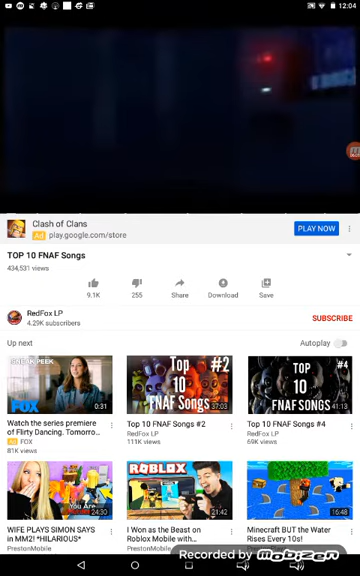 12:04
Clash of Clans
Ad play.google.com/store
PLAY NOW
TOP 10 FNAF Songs
434,531 views
9.1K
255
Share
Download
Save
RedFox LP
4.29K subscribers
SUBSCRIBE
Up next
Autoplay
SNEAK PEEK
FOX
0:31
Top 10 FNAF SONGS
#2
37:03
#4
TOP 10 FNAF SONGS
41:13
Watch the series premiere of Flirty Dancing. Tomorro...
Ad FOX
81K views
Top 10 FNAF Songs #2
RedFox LP
111K views
Top 10 FNAF Songs #4
RedFox LP
69K views
You Are
24:30
ROBLOX
21:42
16:48
WIFE PLAYS SIMON SAYS in MM2! *HILARIOUS*
PrestonMobile
I Won as the Beast on Roblox Mobile with...
PrestonMobile
Minecraft BUT the Water Rises Every 10s!
Recorded by Mobizen